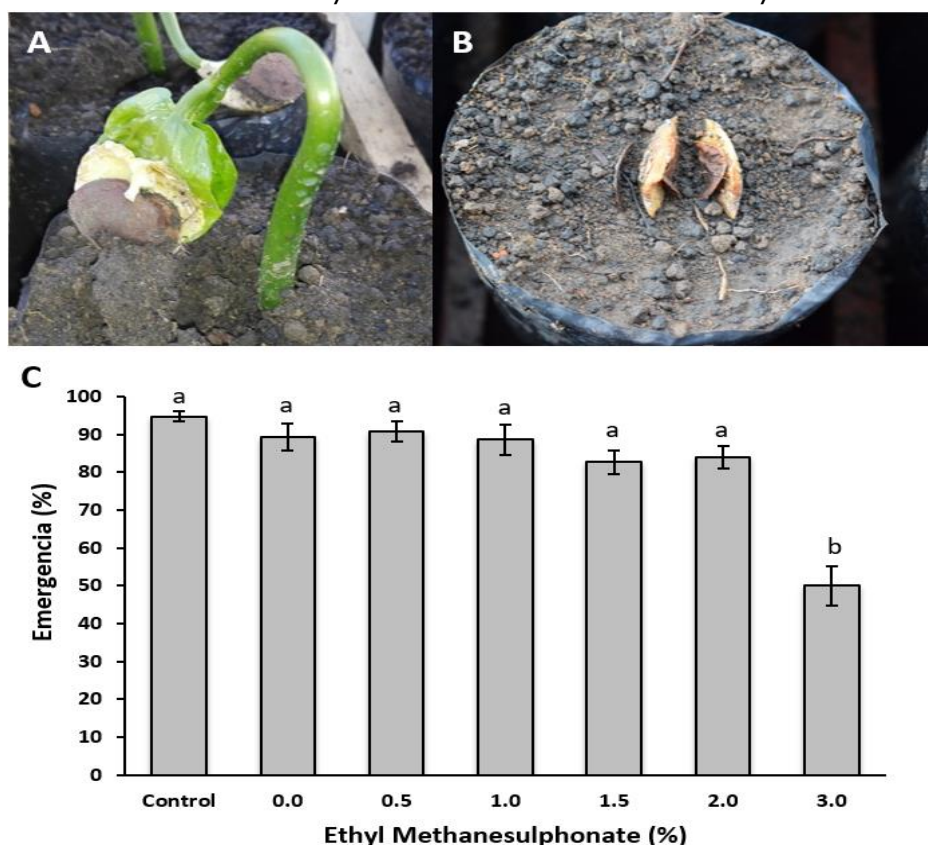 A
B
C
100
90
80
70
60
50
40
30
20
10
0
Emergencia (%)
a
a
a
a
a
a
b
Control 0.0 0.5 1.0 1.5 2.0 3.0
Ethyl Methanesulphonate (%)